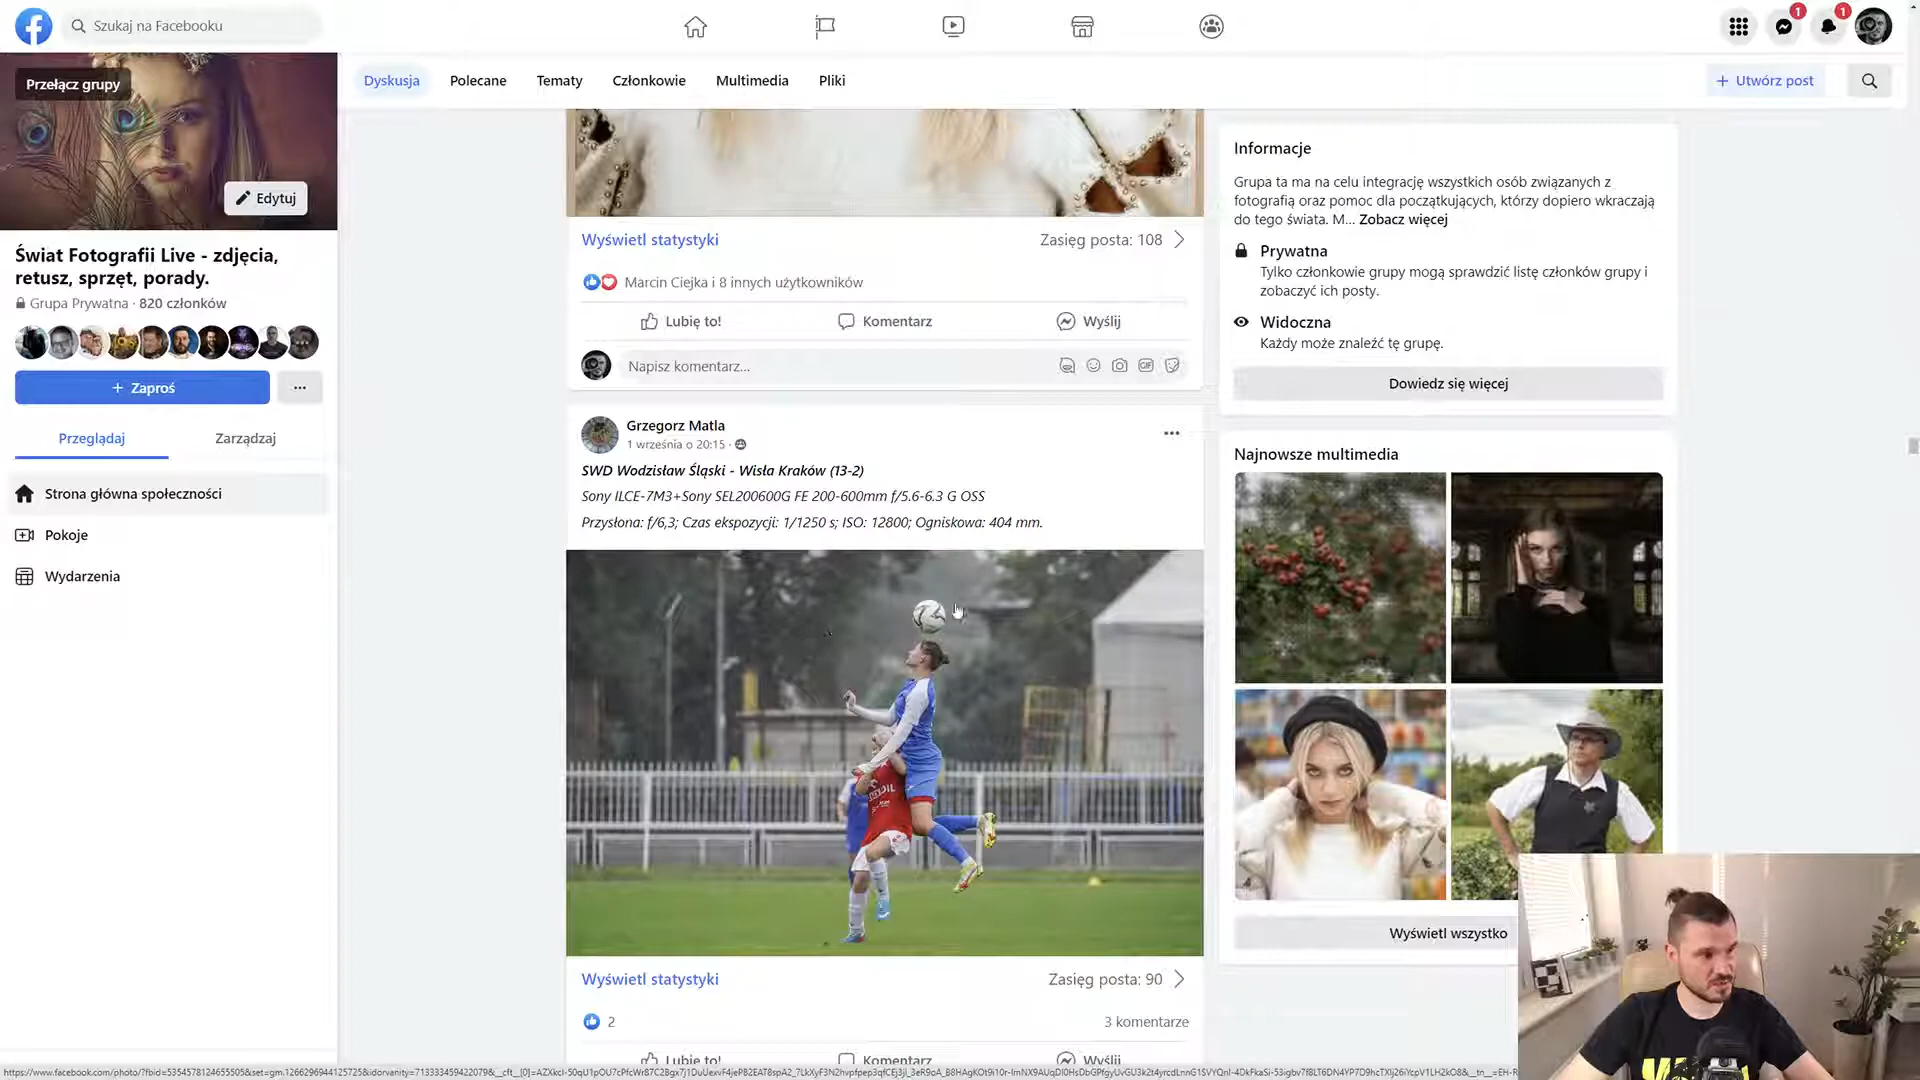 Szukaj na Facebooku
1
1
Przełącz grupy
Edytuj
Świat Fotografii Live - zdjęcia,
retusz, sprzęt, porady.
Grupa Prywatna · 820 członków
+ Zaproś
Przeglądaj
Zarządzaj
Strona główna społeczności
Pokoje
Wydarzenia
Dyskusja
Polecane
Tematy
Członkowie
Multimedia
Pliki
+ Utwórz post
Wyświetl statystyki
Zasięg posta: 108
Marcin Ciejka i 8 innych użytkowników
Lubię to!
Komentarz
Wyślij
Napisz komentarz...
GIF
Grzegorz Matla
1 września o 20:15 ·
SWD Wodzisław Śląski - Wisła Kraków (13-2)
Sony ILCE-7M3+Sony SEL200600G FE 200-600mm f/5.6-6.3 G OSS
Przysłona: f/6,3; Czas ekspozycji: 1/1250 s; ISO: 12800; Ogniskowa: 404 mm.
Wyświetl statystyki
Zasięg posta: 90
2
3 komentarze
Lubię to!
Komentarz
Wyślij
Informacje
Grupa ta ma na celu integrację wszystkich osób związanych z
fotografią oraz pomoc dla początkujących, którzy dopiero wkraczają
do tego świata. M... Zobacz więcej
Prywatna
Tylko członkowie grupy mogą sprawdzić listę członków grupy i
zobaczyć ich posty.
Widoczna
Każdy może znaleźć tę grupę.
Dowiedz się więcej
Najnowsze multimedia
Wyświetl wszystko